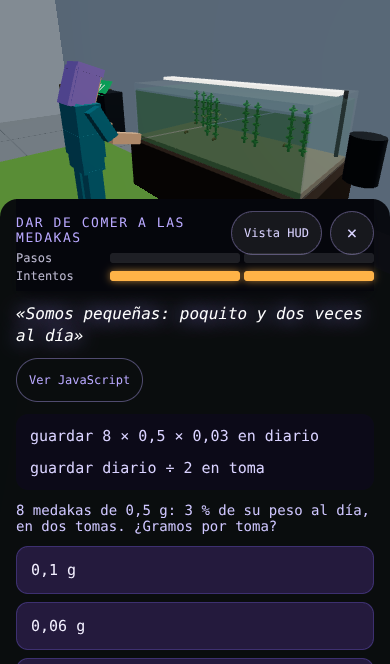 DAR DE COMER A LAS
MEDAKAS
Vista HUD
×
Pasos
Intentos
«Somos pequeñas: poquito y dos veces
al día»
Ver JavaScript
guardar 8 × 0,5 × 0,03 en diario
guardar diario ÷ 2 en toma
8 medakas de 0,5 g: 3 % de su peso al día,
en dos tomas. ¿Gramos por toma?
0,1 g
0,06 g